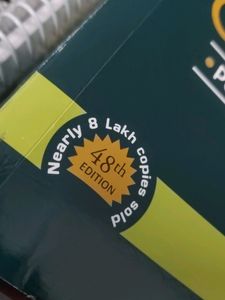 Nearly 8 Lakh copies sold
48th
EDITION